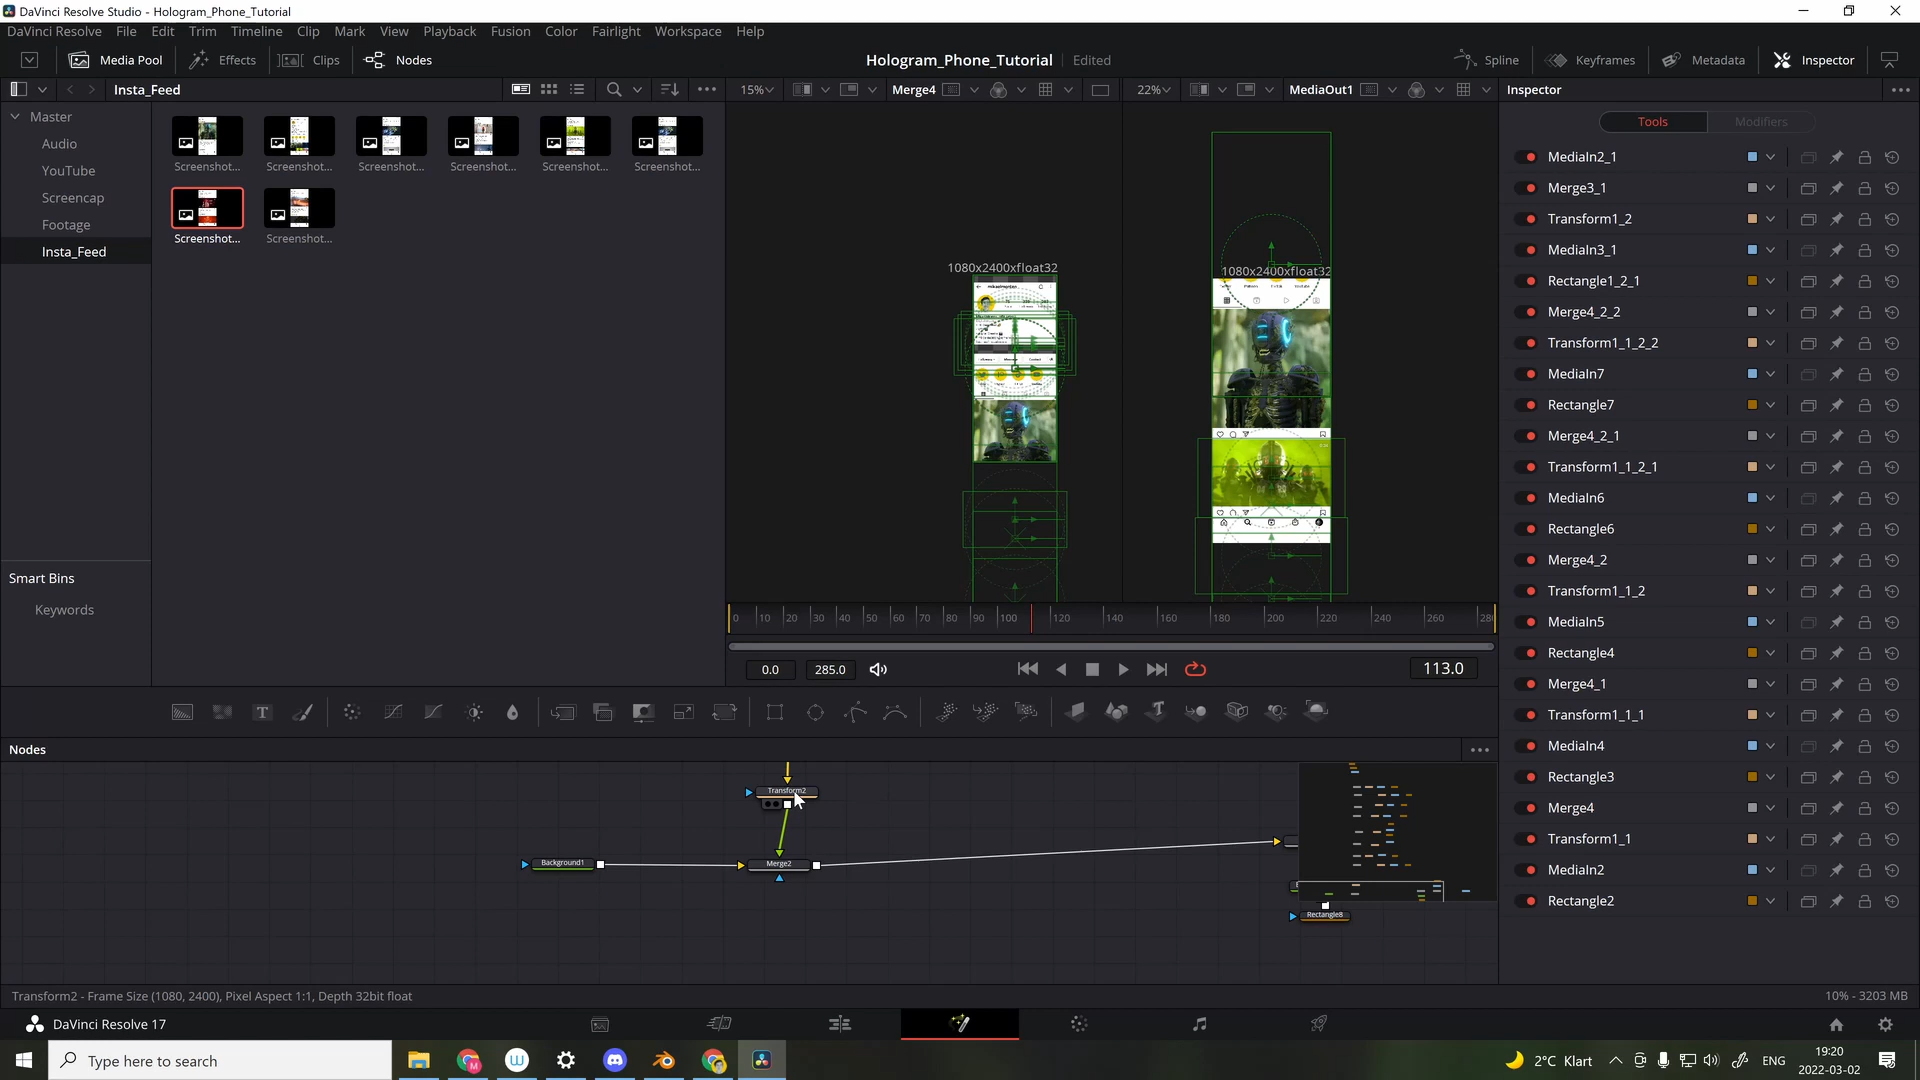 DaVinci Resolve Studio - Hologram_Phone_Tutorial
DaVinci Resolve File Edit Trim Timeline Clip Mark View Playback Fusion Color Fairlight Workspace Help
Media Pool Effects Clips Nodes Hologram_Phone_Tutorial Edited Spline Keyframes Metadata Inspector
Insta_Feed 15% Merge4 22% MediaOut1 Inspector
Master
Audio
YouTube
Screencap
Footage
Insta_Feed
Smart Bins
Keywords
Screenshot... Screenshot... Screenshot... Screenshot... Screenshot... Screenshot...
Screenshot... Screenshot...
1080x2400xfloat32
1080x2400xfloat32
0 10 20 30 40 50 60 70 80 90 100 120 140 160 180 200 220 240 260 28
0.0 285.0 113.0
Tools Modifiers
MediaIn2_1
Merge3_1
Transform1_2
MediaIn3_1
Rectangle1_2_1
Merge4_2_2
Transform1_1_2_2
MediaIn7
Rectangle7
Merge4_2_1
Transform1_1_2_1
MediaIn6
Rectangle6
Merge4_2
Transform1_1_2
MediaIn5
Rectangle4
Merge4_1
Transform1_1_1
MediaIn4
Rectangle3
Merge4
Transform1_1
MediaIn2
Rectangle2
Nodes
Transform2
Background1
Merge2
Rectangle8
Transform2 - Frame Size (1080, 2400), Pixel Aspect 1:1, Depth 32bit float
10% - 3203 MB
DaVinci Resolve 17
Type here to search
2°C Klart
ENG
19:20
2022-03-02